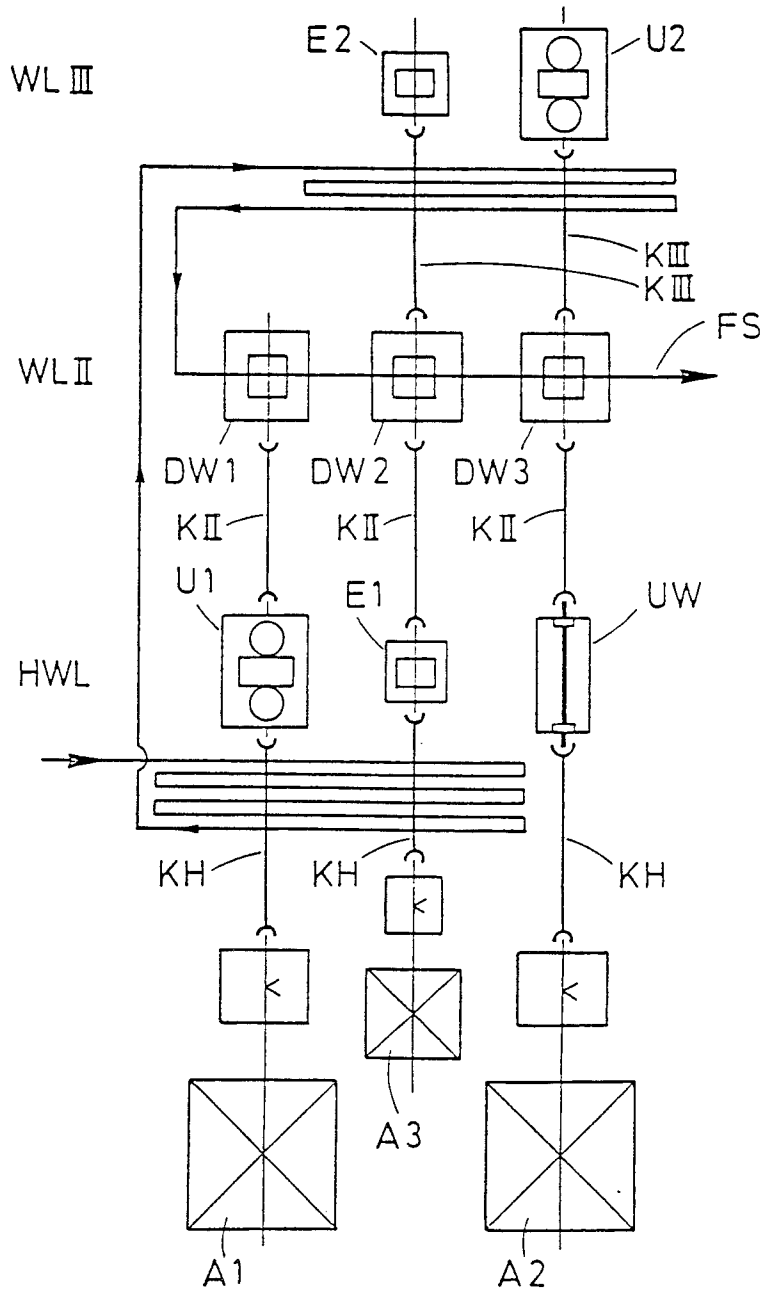 E2
U2
WL III
K III
K III
FS
WL II
DW1
DW2
DW3
K II
K II
K II
U1
E1
UW
HWL
KH
KH
KH
A3
A1
A2